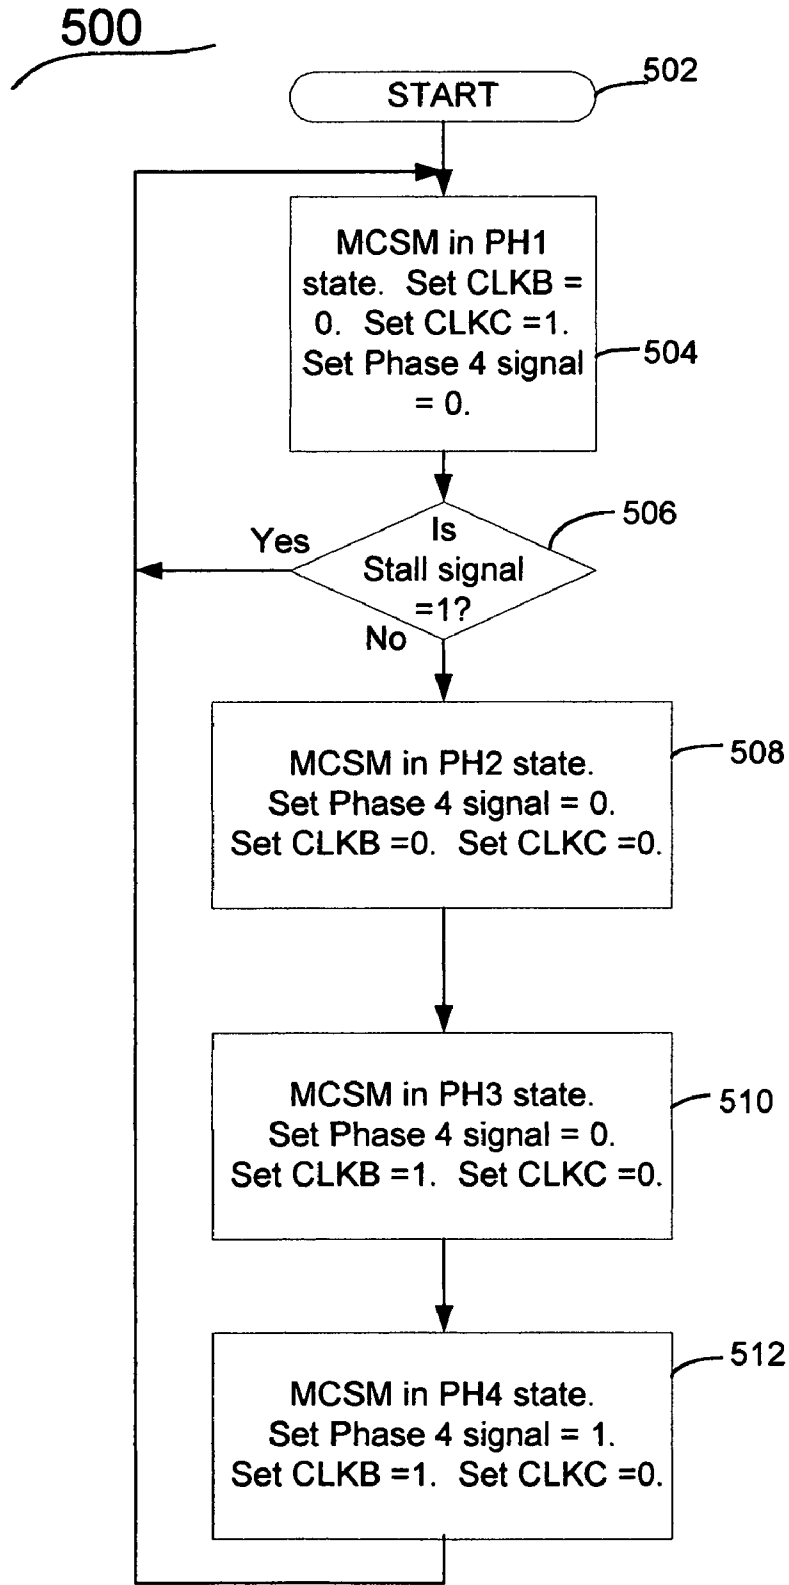 500
START
502
MCSM in PH1
state.  Set CLKB =
0.  Set CLKC =1.
Set Phase 4 signal
= 0.
504
Is
Stall signal
=1?
506
Yes
No
MCSM in PH2 state.
Set Phase 4 signal = 0.
Set CLKB =0.  Set CLKC =0.
508
MCSM in PH3 state.
Set Phase 4 signal = 0.
Set CLKB =1.  Set CLKC =0.
510
MCSM in PH4 state.
Set Phase 4 signal = 1.
Set CLKB =1.  Set CLKC =0.
512